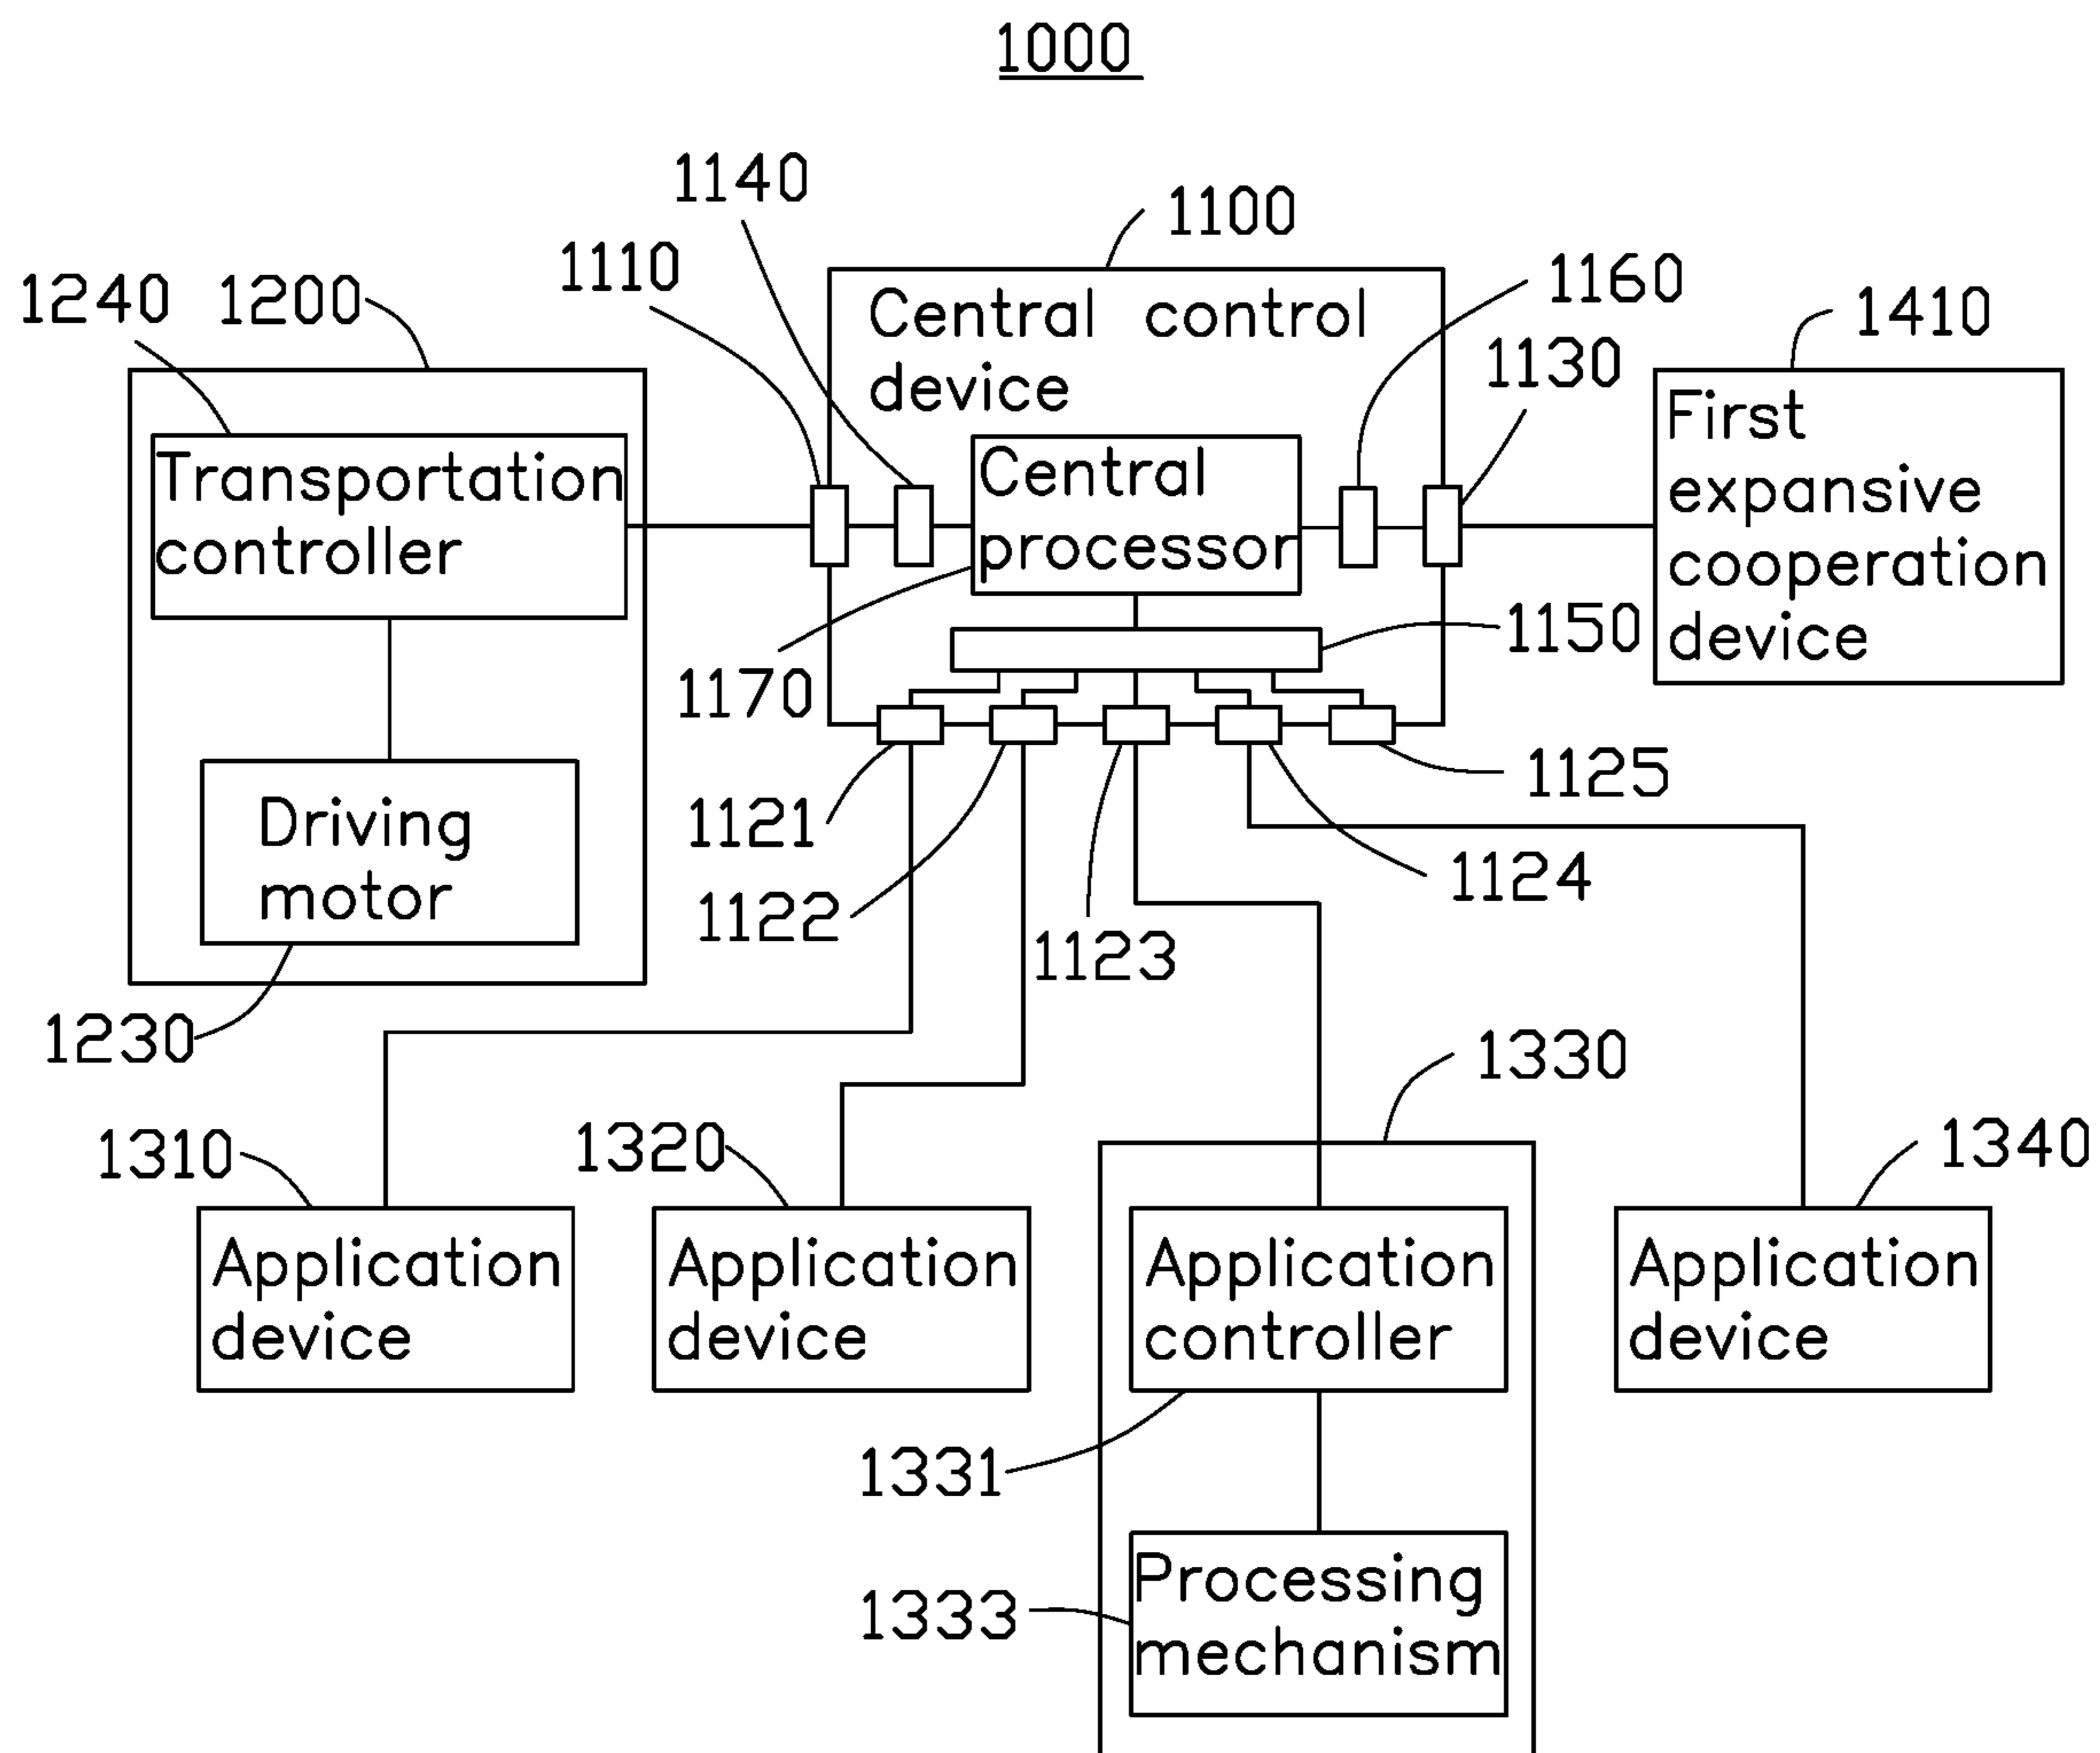 1000
1140
1100
1110
1160
1240
1200
1410
1130
Central control
device
First
expansive
cooperation
device
Transportation
controller
Central
processor
1150
1170
1125
1121
Driving
motor
1124
1122
1123
1230
1330
1310
1320
1340
Application
device
Application
device
Application
controller
Application
device
1331
1333
Processing
mechanism